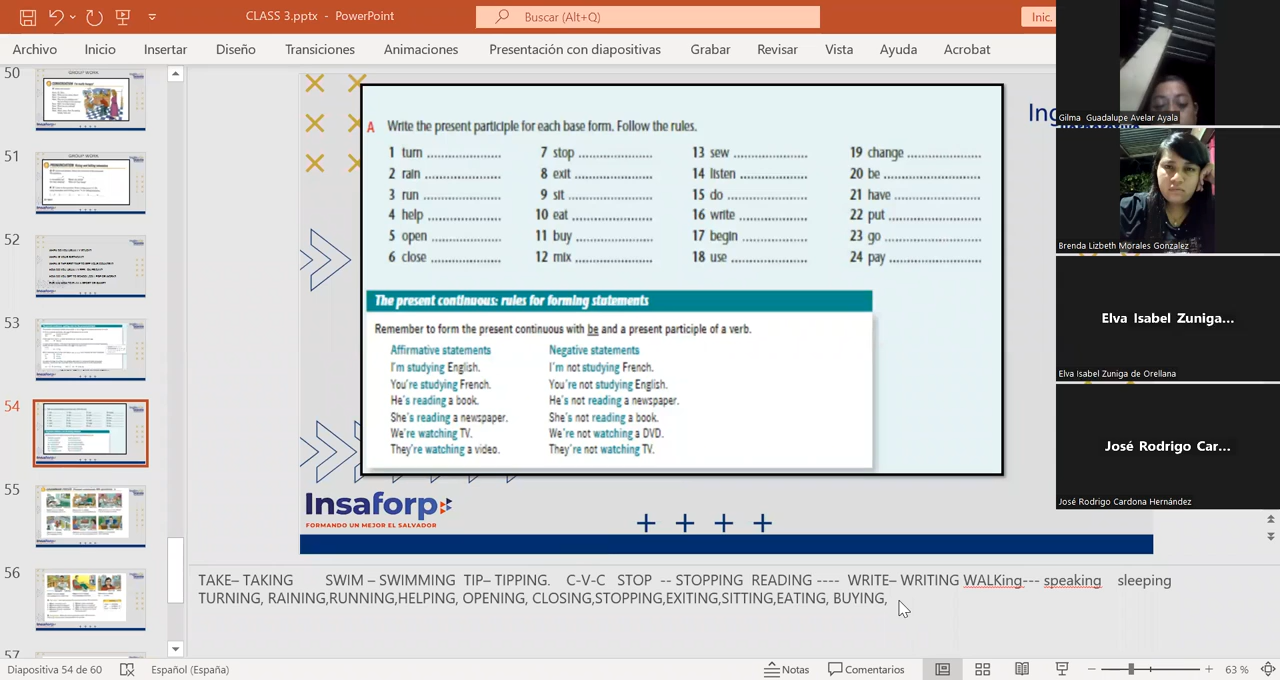 CLASS 3.pptx - PowerPoint
Buscar (Alt+Q)
Inic.
Archivo Inicio Insertar Diseño Transiciones Animaciones Presentación con diapositivas Grabar Revisar Vista Ayuda Acrobat
50
51
52
53
54
55
56
57
A Write the present participle for each base form. Follow the rules.
1 turn 7 stop 13 sew 19 change
2 rain 8 exit 14 listen 20 be
3 run 9 sit 15 do 21 have
4 help 10 eat 16 write 22 put
5 open 11 buy 17 begin 23 go
6 close 12 mix 18 use 24 pay
The present continuous: rules for forming statements
Remember to form the present continuous with be and a present participle of a verb.
Affirmative statements Negative statements
I'm studying English. I'm not studying French.
You're studying French. You're not studying English.
He's reading a book. He's not reading a newspaper.
She's reading a newspaper. She's not reading a book.
We're watching TV. We're not watching a DVD.
They're watching a video. They're not watching TV.
Insaforp
FORMANDO UN MEJOR EL SALVADOR
TAKE– TAKING SWIM – SWIMMING TIP– TIPPING. C-V-C STOP -- STOPPING READING ---- WRITE– WRITING WALKing--- speaking sleeping
TURNING, RAINING,RUNNING,HELPING, OPENING, CLOSING,STOPPING,EXITING,SITTING,EATING, BUYING,
Gilma Guadalupe Avelar Ayala
Brenda Lizbeth Morales Gonzalez
Elva Isabel Zuniga...
Elva Isabel Zuniga de Orellana
José Rodrigo Car...
José Rodrigo Cardona Hernández
Diapositiva 54 de 60 Español (España) Notas Comentarios 63 %